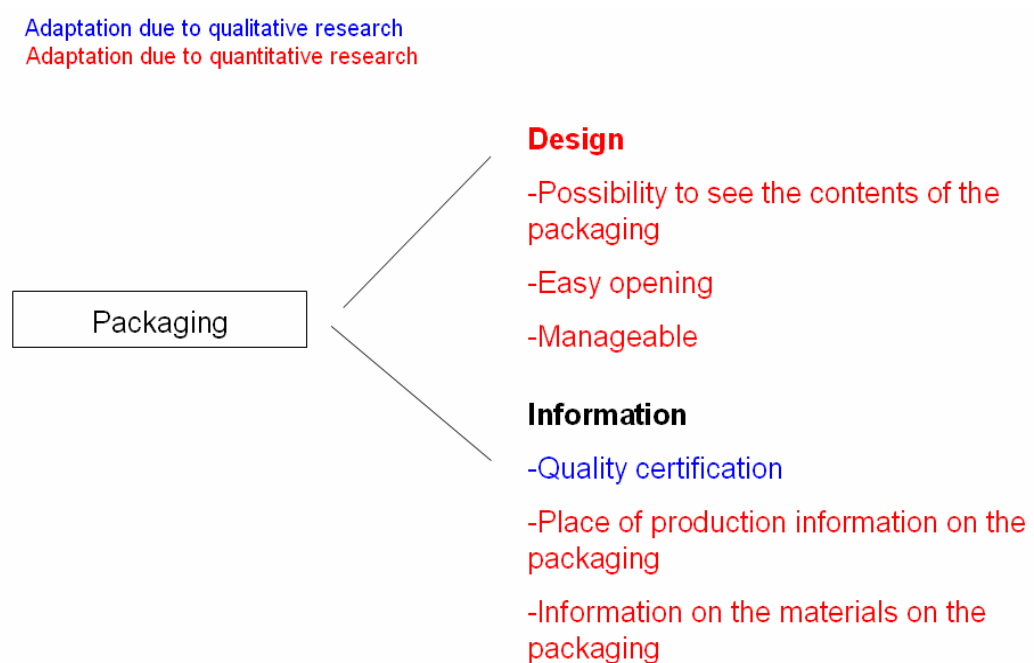 Adaptation due to qualitative research
Adaptation due to quantitative research
Design
-Possibility to see the contents of the
packaging
-Easy opening
-Manageable
Packaging
Information
-Quality certification
-Place of production information on the
packaging
-Information on the materials on the
packaging